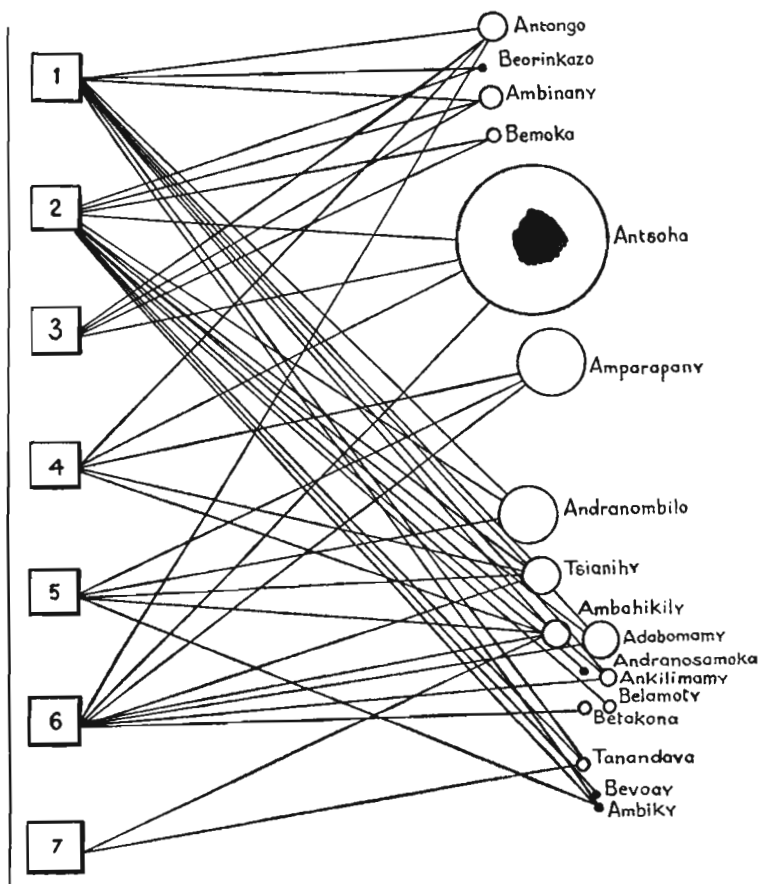 1
2
3
4
5
6
7
Antongo
Beorinkazo
Ambinany
Bemoka
Antsoha
Amparapany
Andranombilo
Tsianihy
Ambahikily
Adabomamy
Andranosamoka
Ankilimamy
Belamoty
Betakona
Tanandava
Bevoay
Ambiky